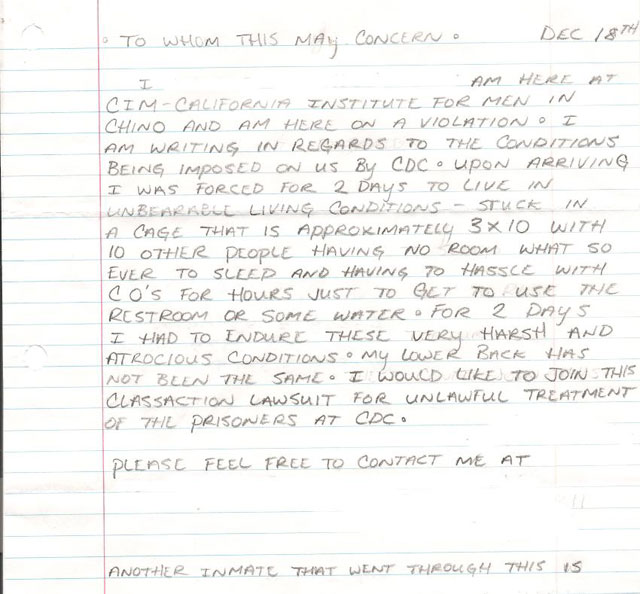 • TO WHOM THIS MAY CONCERN • DEC 18TH
I AM HERE AT
CIM-CALIFORNIA INSTITUTE FOR MEN IN
CHINO AND AM HERE ON A VIOLATION. I
AM WRITING IN REGARDS TO THE CONDITIONS
BEING IMPOSED ON US BY CDC. UPON ARRIVING
I WAS FORCED FOR 2 DAYS TO LIVE IN
UNBEARABLE LIVING CONDITIONS - STUCK IN
A CAGE THAT IS APPROXIMATELY 3X10 WITH
10 OTHER PEOPLE HAVING NO ROOM WHAT SO
EVER TO SLEEP AND HAVING TO HASSLE WITH
C O'S FOR HOURS JUST TO GET TO USE THE
RESTROOM OR SOME WATER. FOR 2 DAYS
I HAD TO ENDURE THESE VERY HARSH AND
ATROCIOUS CONDITIONS. MY LOWER BACK HAS
NOT BEEN THE SAME. I WOULD LIKE TO JOIN THIS
CLASSACTION LAWSUIT FOR UNLAWFUL TREATMENT
OF THE PRISONERS AT CDC.
PLEASE FEEL FREE TO CONTACT ME AT
ANOTHER INMATE THAT WENT THROUGH THIS IS